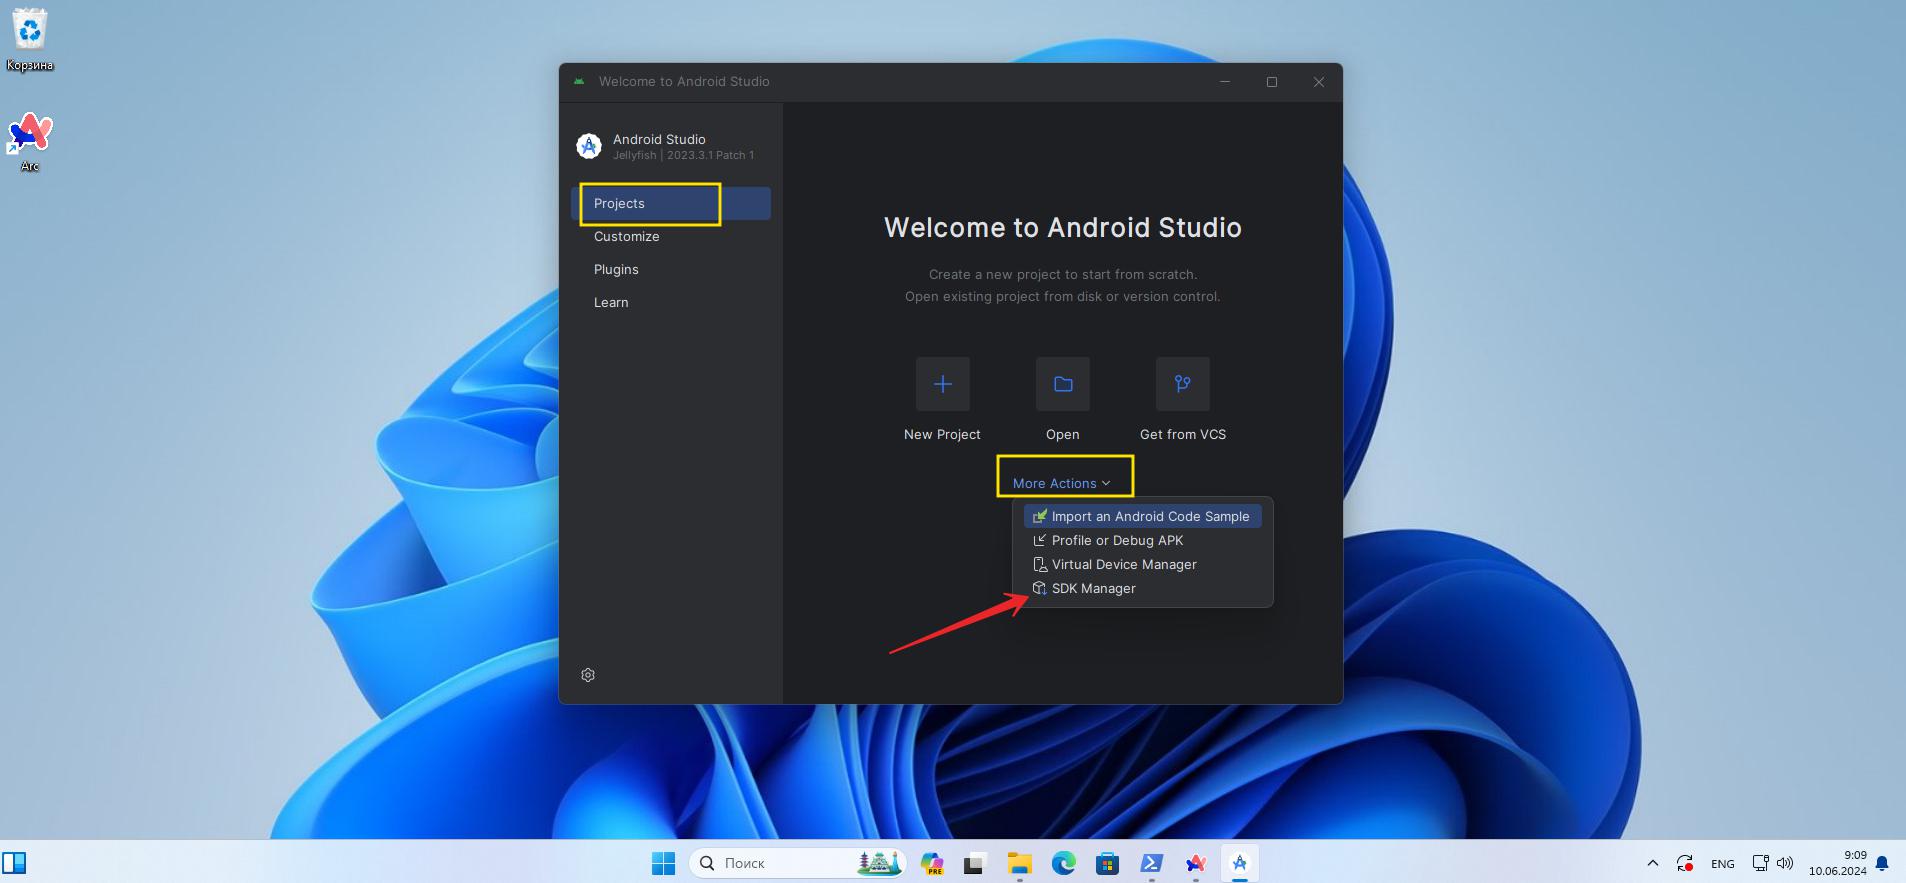 Корзина
Arc
Welcome to Android Studio
Android Studio
Jellyfish | 2023.3.1 Patch 1
Projects
Customize
Plugins
Learn
Welcome to Android Studio
Create a new project to start from scratch.
Open existing project from disk or version control.
New Project
Open
Get from VCS
More Actions
Import an Android Code Sample
Profile or Debug APK
Virtual Device Manager
SDK Manager
Поиск
PRE
ENG
9:09
10.06.2024